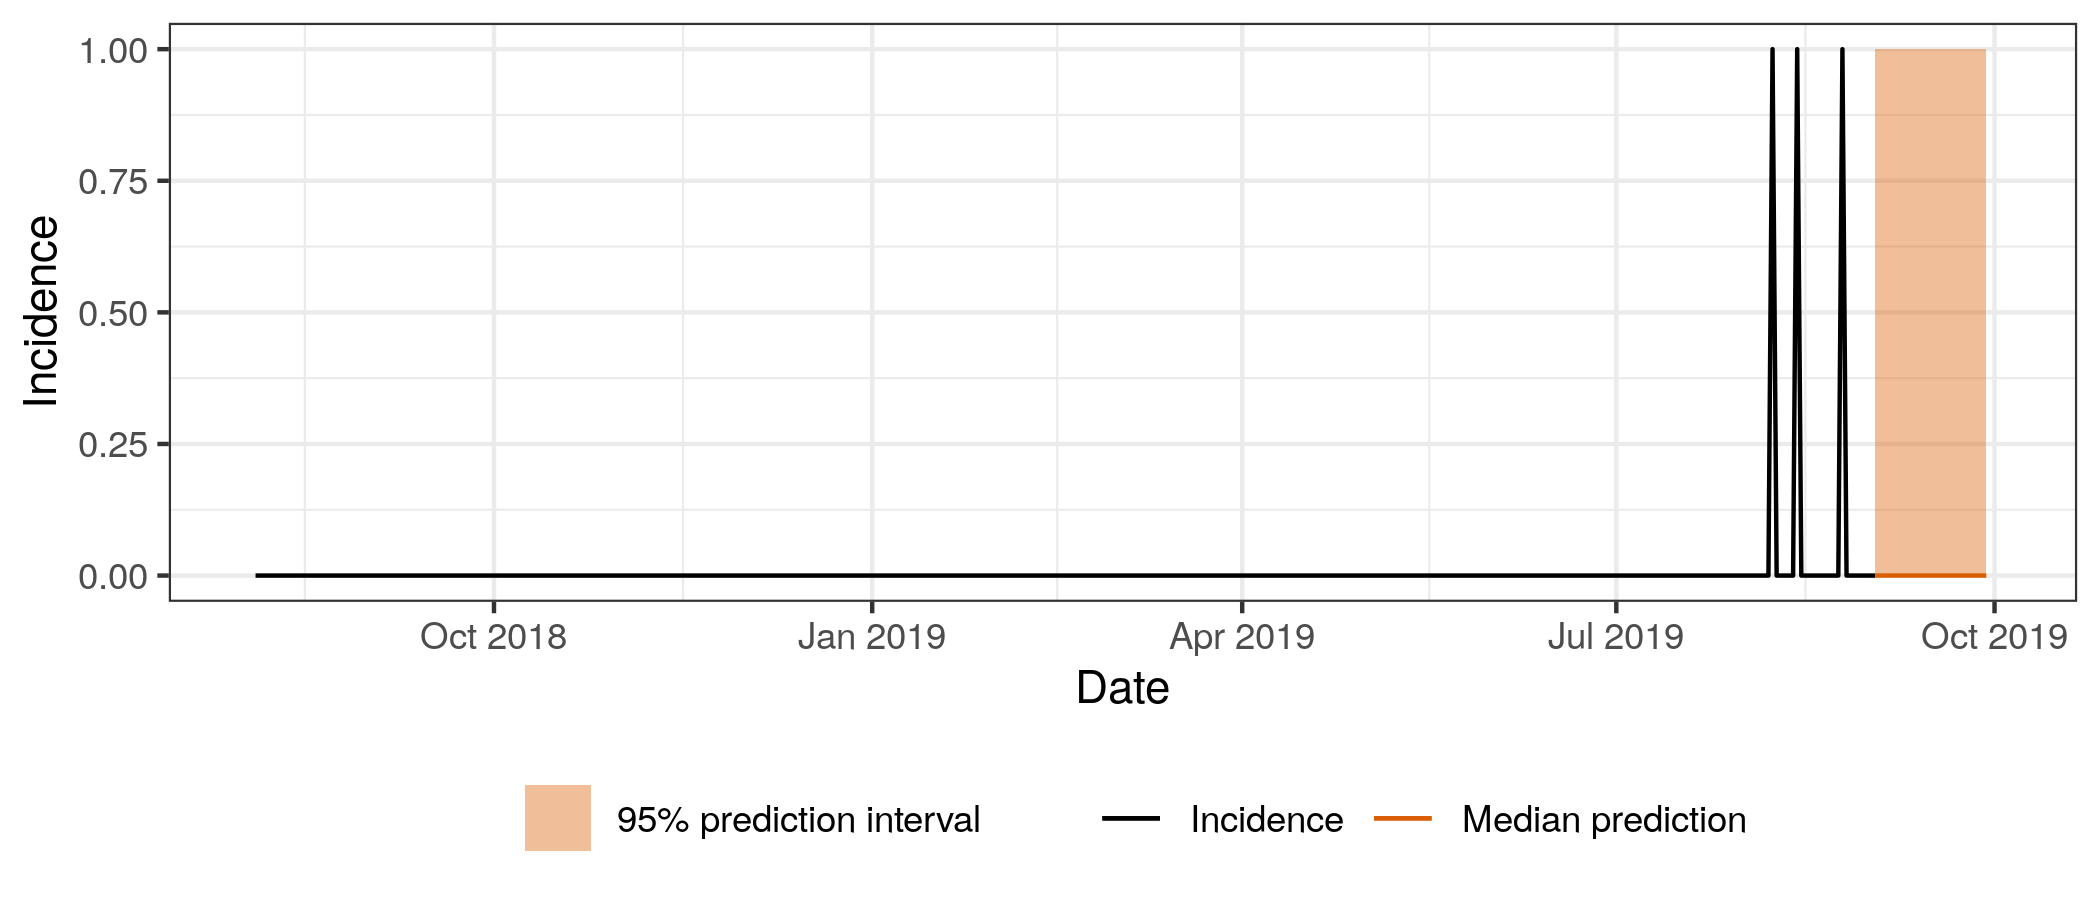 Incidence
1.00
0.75
0.50
0.25
0.00
Oct 2018 Jan 2019 Apr 2019 Jul 2019 Oct 2019
Date
95% prediction interval Incidence Median prediction